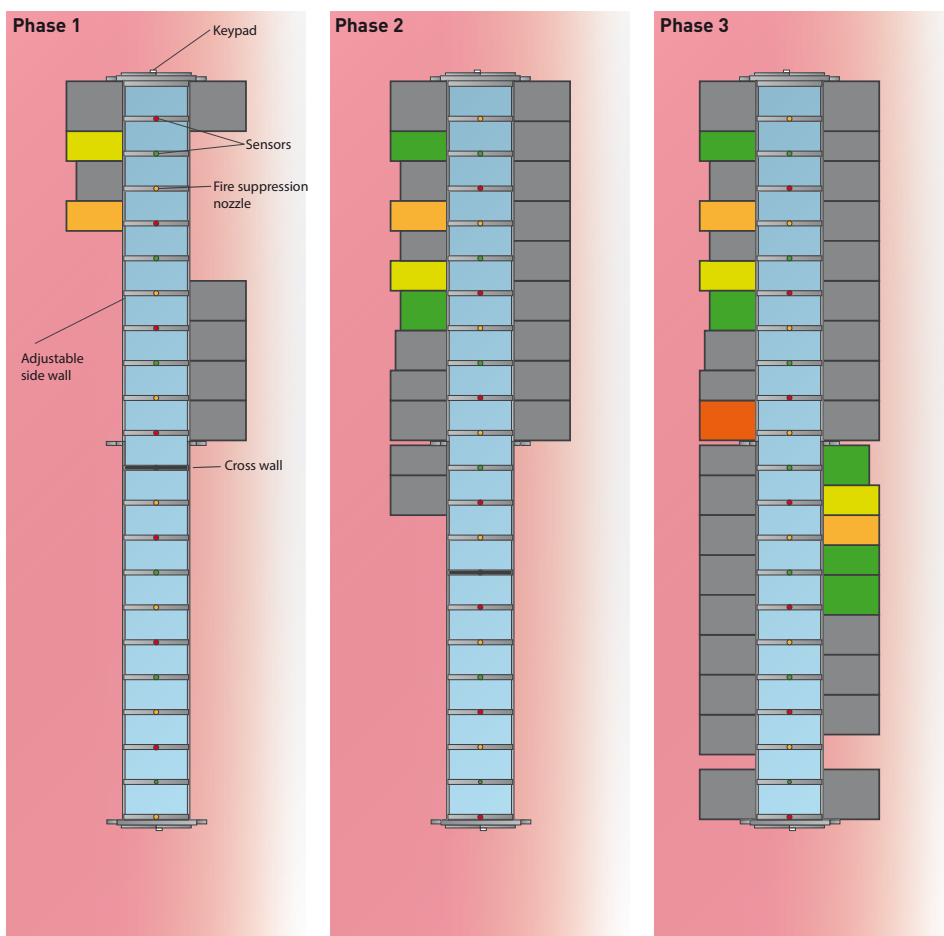 Phase 1
Phase 2
Phase 3
Keypad
Sensors
Fire suppression
nozzle
Adjustable
side wall
Cross wall